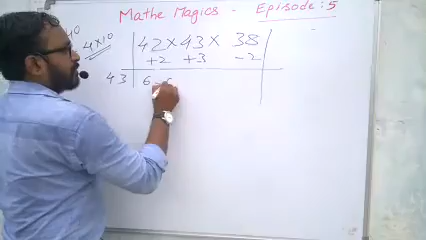 Mathe Magics - Episode: 5
4×10
42×43× 38
+2 +3 -2
43 6